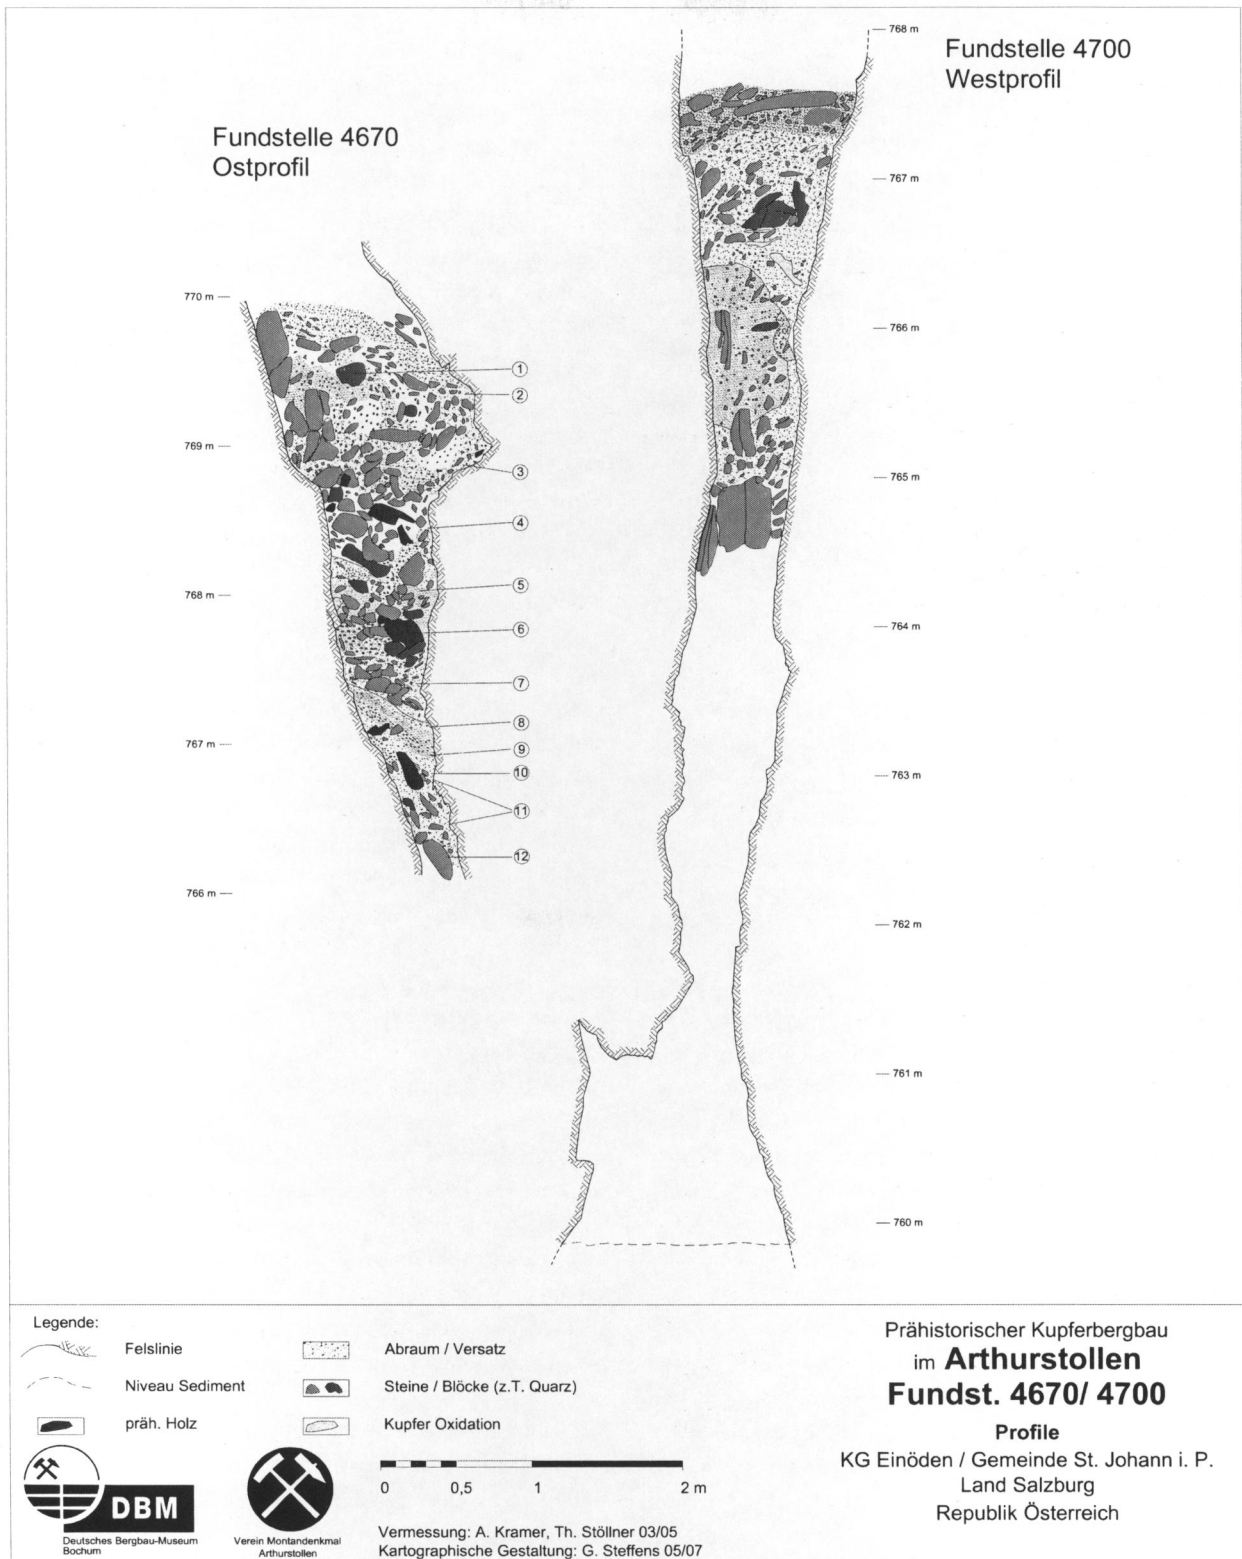 Fundstelle 4670
Ostprofil
Fundstelle 4700
Westprofil
770 m
769 m
768 m
767 m
766 m
1
2
3
4
5
6
7
8
9
10
11
12
768 m
767 m
766 m
765 m
764 m
763 m
762 m
761 m
760 m
Legende:
Felslinie
Niveau Sediment
präh. Holz
Abraum / Versatz
Steine / Blöcke (z.T. Quarz)
Kupfer Oxidation
DBM
Deutsches Bergbau-Museum
Bochum
Verein Montandenkmal
Arthurstollen
0 0,5 1 2 m
Vermessung: A. Kramer, Th. Stöllner 03/05
Kartographische Gestaltung: G. Steffens 05/07
Prähistorischer Kupferbergbau
im Arthurstollen
Fundst. 4670/ 4700
Profile
KG Einöden / Gemeinde St. Johann i. P.
Land Salzburg
Republik Österreich